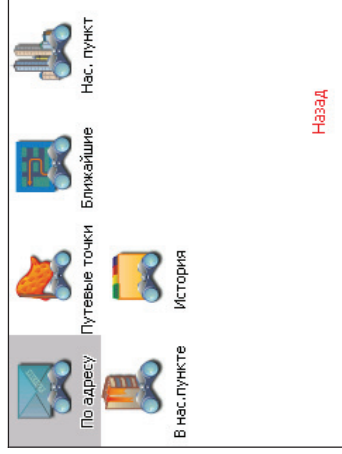 По адресу
Путевые точки
Ближайшие
Нас. пункт
В нас.пункте
История
Назад